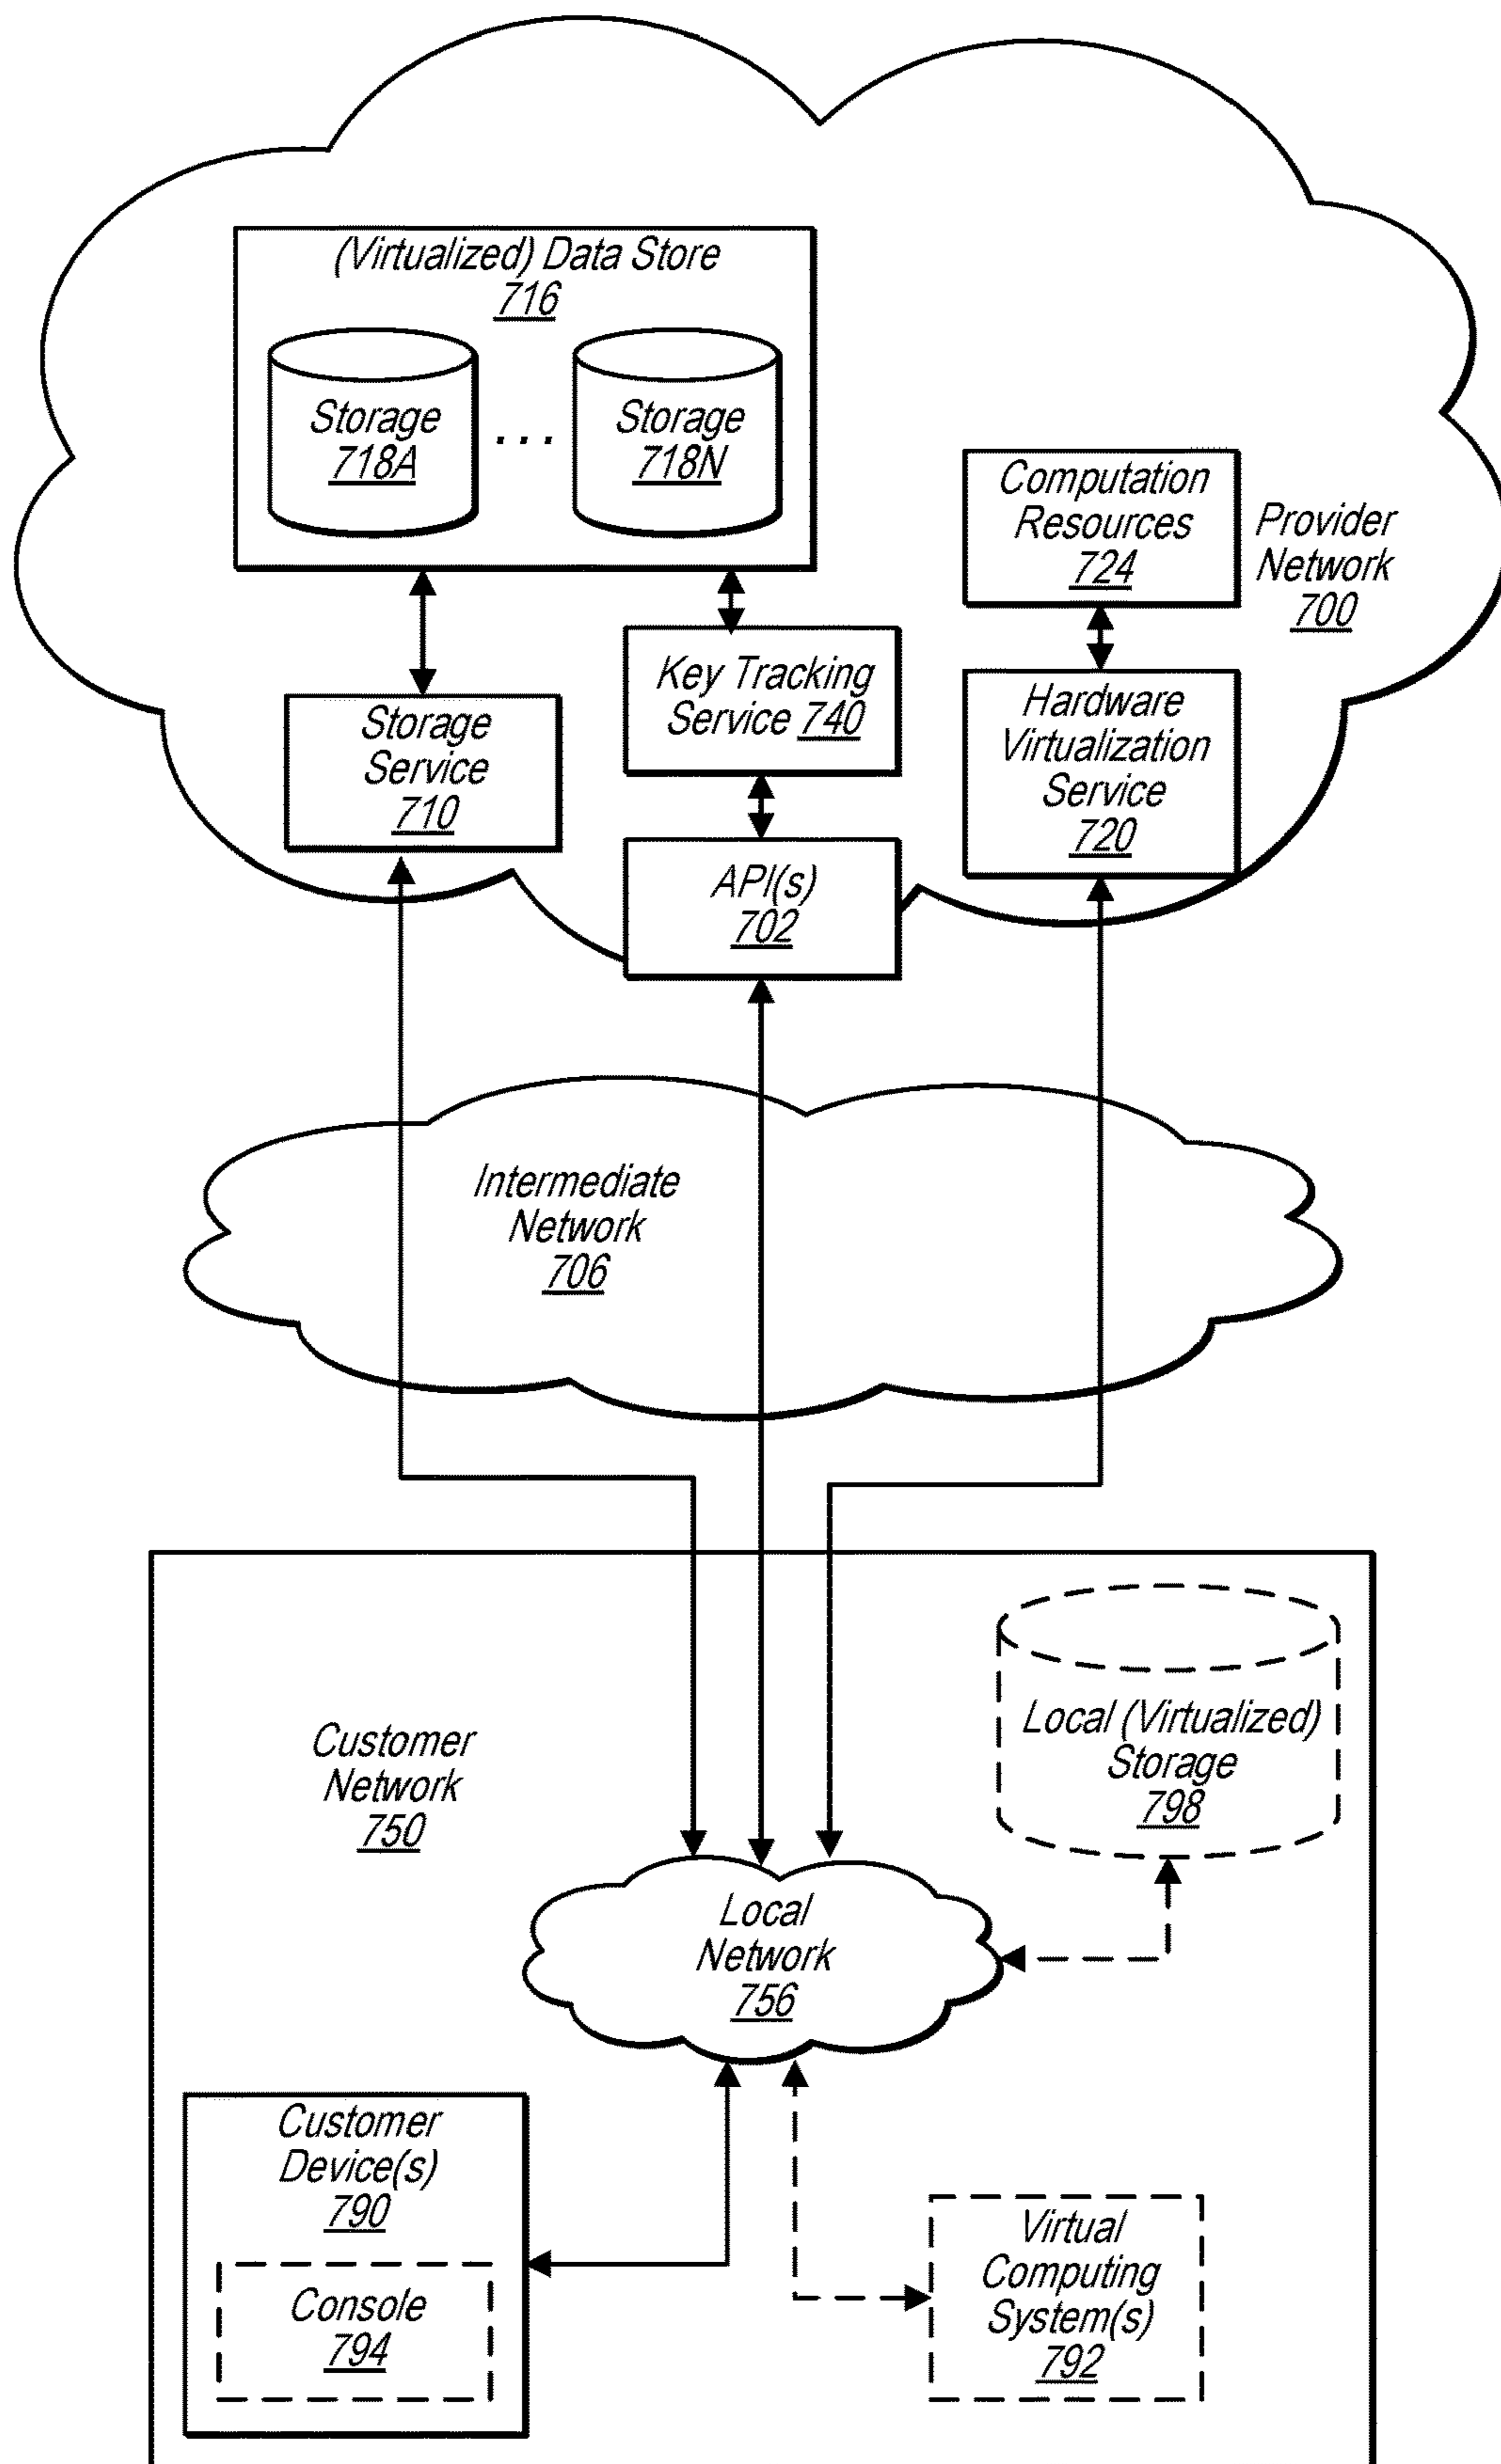 (Virtualized) Data Store
716
Storage
718A
...
Storage
718N
Computation
Resources
724
Provider
Network
700
Key Tracking
Service 740
Storage
Service
710
Hardware
Virtualization
Service
720
API(s)
702
Intermediate
Network
706
Customer
Network
750
Local (Virtualized)
Storage
798
Local
Network
756
Customer
Device(s)
790
Console
794
Virtual
Computing
System(s)
792